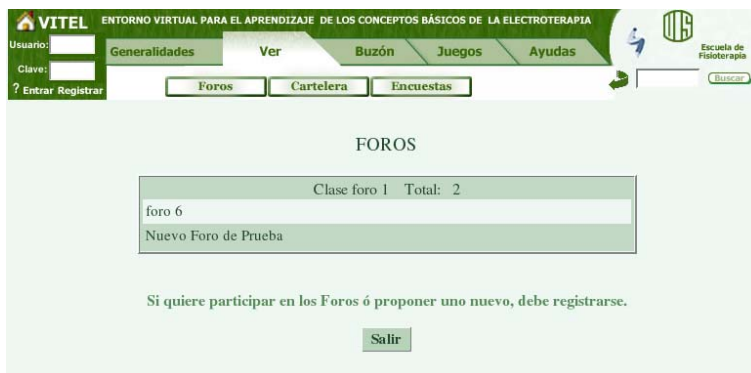 VITEL
ENTORNO VIRTUAL PARA EL APRENDIZAJE DE LOS CONCEPTOS BÁSICOS DE LA ELECTROTERAPIA
Usuario:
Clave:
? Entrar Registrar
Generalidades Ver Buzón Juegos Ayudas
Foros Cartelera Encuestas
Escuela de
Fisioterapia
Buscar
FOROS
Clase foro 1 Total: 2
foro 6
Nuevo Foro de Prueba
Si quiere participar en los Foros ó proponer uno nuevo, debe registrarse.
Salir